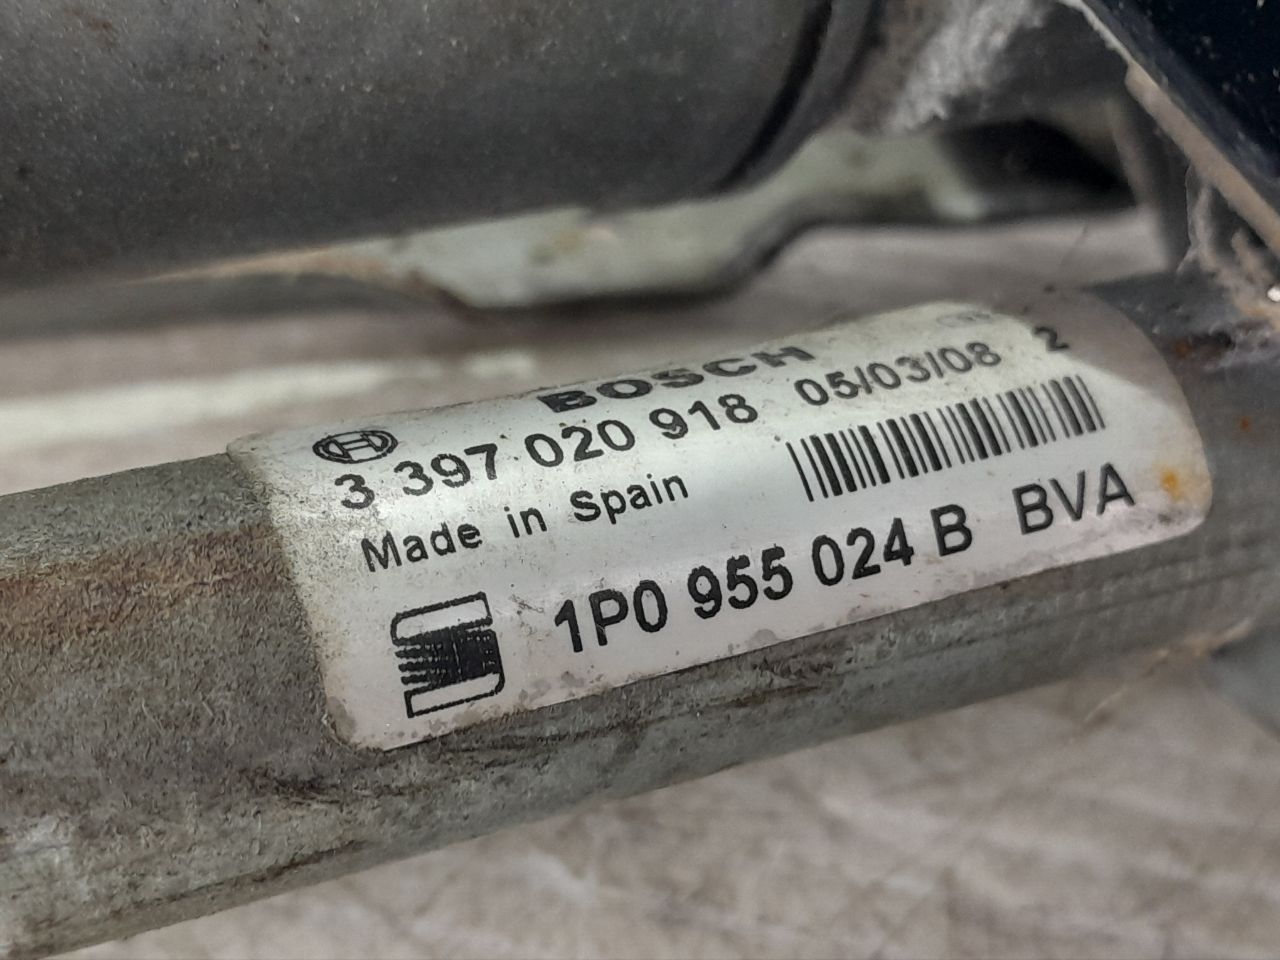 BOSCH
3 397 020 918 05/03/08 2
Made in Spain
1P0 955 024 B BVA